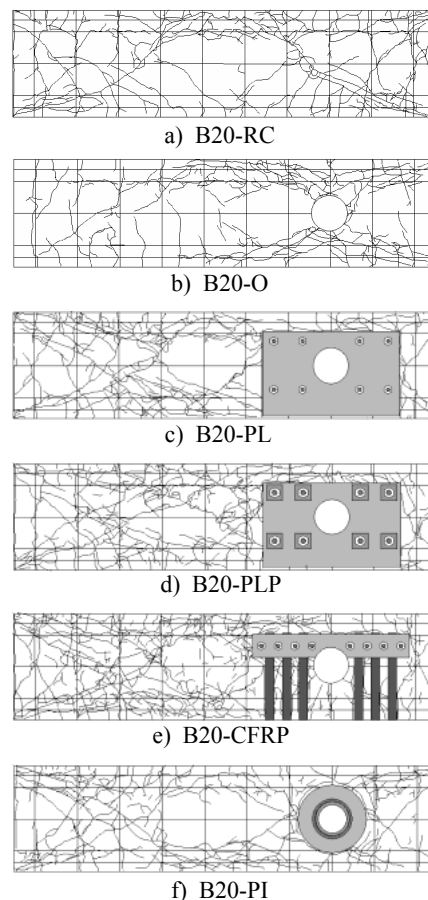 a) B20-RC
b) B20-O
c) B20-PL
d) B20-PLP
e) B20-CFRP
f) B20-PI